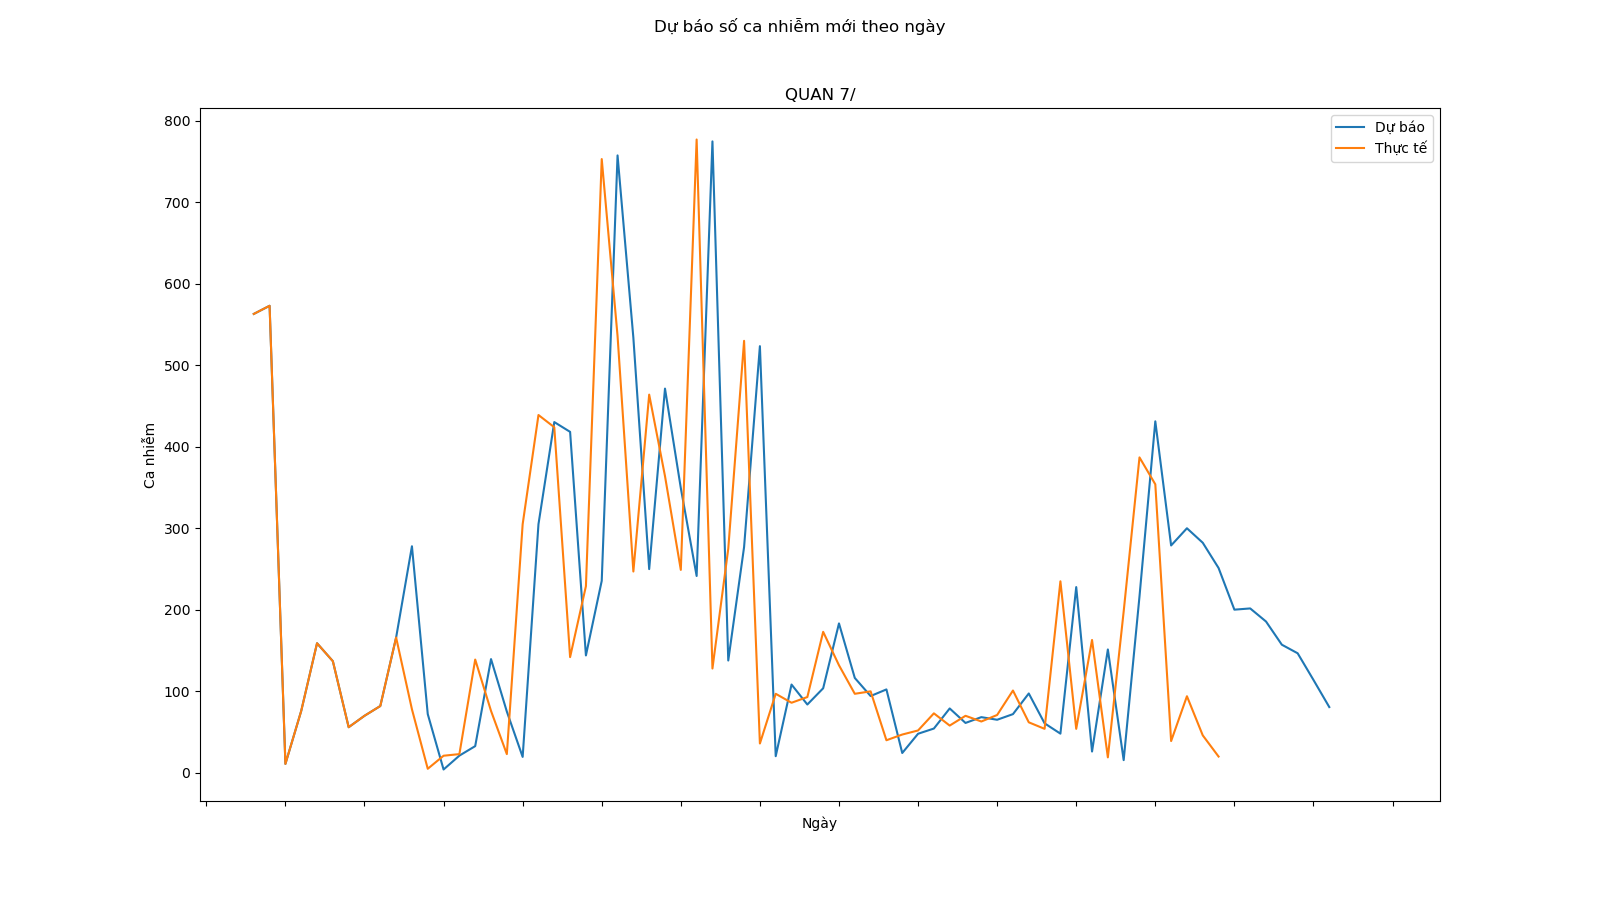 Dự báo số ca nhiễm mới theo ngày
QUAN 7/
Dự báo
Thực tế
800
700
600
500
400
300
200
100
0
Ca nhiễm
Ngày